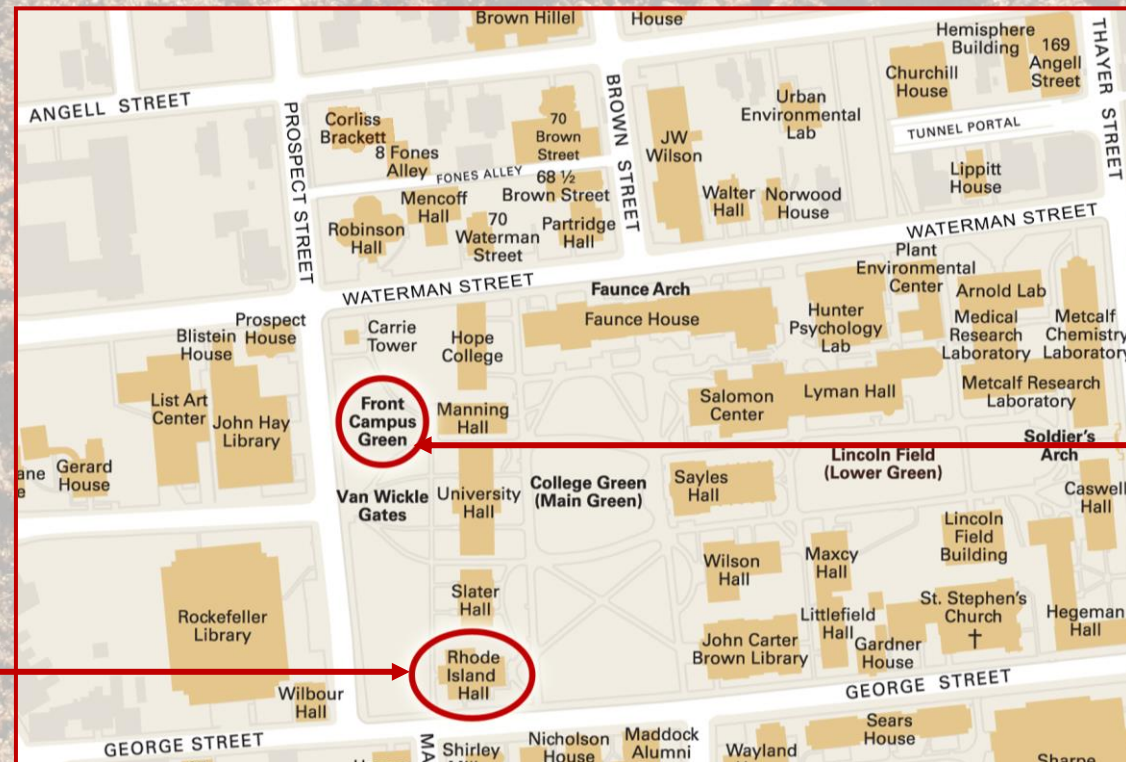 Brown Hillel
House
Hemisphere
Building
169
Angell
Street
THAYER STREET
ANGELL STREET
PROSPECT STREET
BROWN STREET
Churchill
House
Urban
Environmental
Lab
TUNNEL PORTAL
Corliss
Brackett
8 Fones
Alley
70
Brown
Street
JW
Wilson
FONES ALLEY
68 ½
Brown Street
Lippitt
House
Mencoff
Hall
Walter
Hall
Norwood
House
Robinson
Hall
70
Waterman
Street
Partridge
Hall
WATERMAN STREET
WATERMAN STREET
Plant
Environmental
Center
Faunce Arch
Faunce House
Arnold Lab
Hunter
Psychology
Lab
Medical
Research
Laboratory
Metcalf
Chemistry
Laboratory
Prospect
House
Blistein
House
Carrie
Tower
Hope
College
List Art
Center
John Hay
Library
Front
Campus
Green
Manning
Hall
Salomon
Center
Lyman Hall
Metcalf Research
Laboratory
Soldier's
Arch
Lincoln Field
(Lower Green)
Gerard
House
Van Wickle
Gates
University
Hall
College Green
(Main Green)
Sayles
Hall
Caswell
Hall
Lincoln
Field
Building
Wilson
Hall
Maxcy
Hall
Slater
Hall
Rockefeller
Library
Littlefield
Hall
St. Stephen's
Church
Hegeman
Hall
Rhode
Island
Hall
John Carter
Brown Library
Gardner
House
Wilbour
Hall
GEORGE STREET
GEORGE STREET
MA
Shirley
Nicholson
House
Maddock
Alumni
Wayland
Sears
House
Sharpe